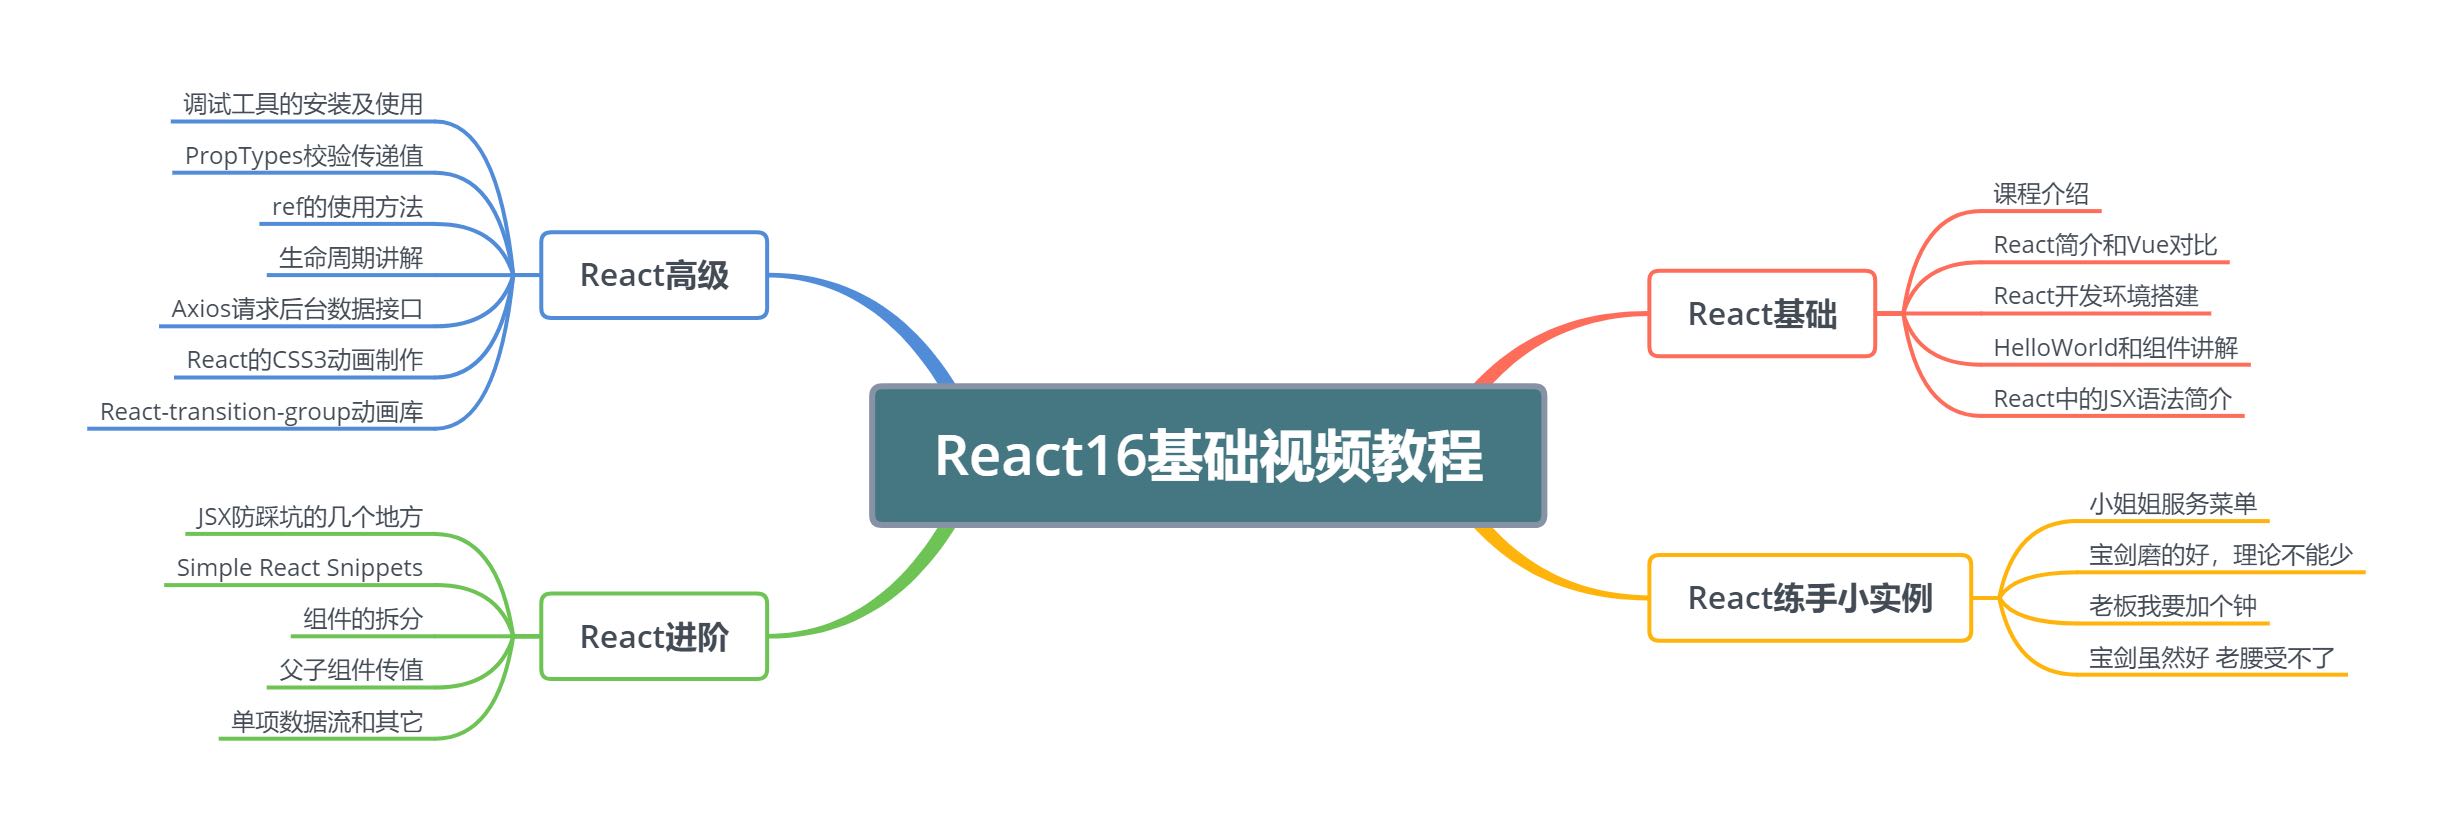 React16基础视频教程
React基础
课程介绍
React简介和Vue对比
React开发环境搭建
HelloWorld和组件讲解
React中的JSX语法简介
React练手小实例
小姐姐服务菜单
宝剑磨的好，理论不能少
老板我要加个钟
宝剑虽然好 老腰受不了
React进阶
JSX防踩坑的几个地方
Simple React Snippets
组件的拆分
父子组件传值
单项数据流和其它
React高级
调试工具的安装及使用
PropTypes校验传递值
ref的使用方法
生命周期讲解
Axios请求后台数据接口
React的CSS3动画制作
React-transition-group动画库